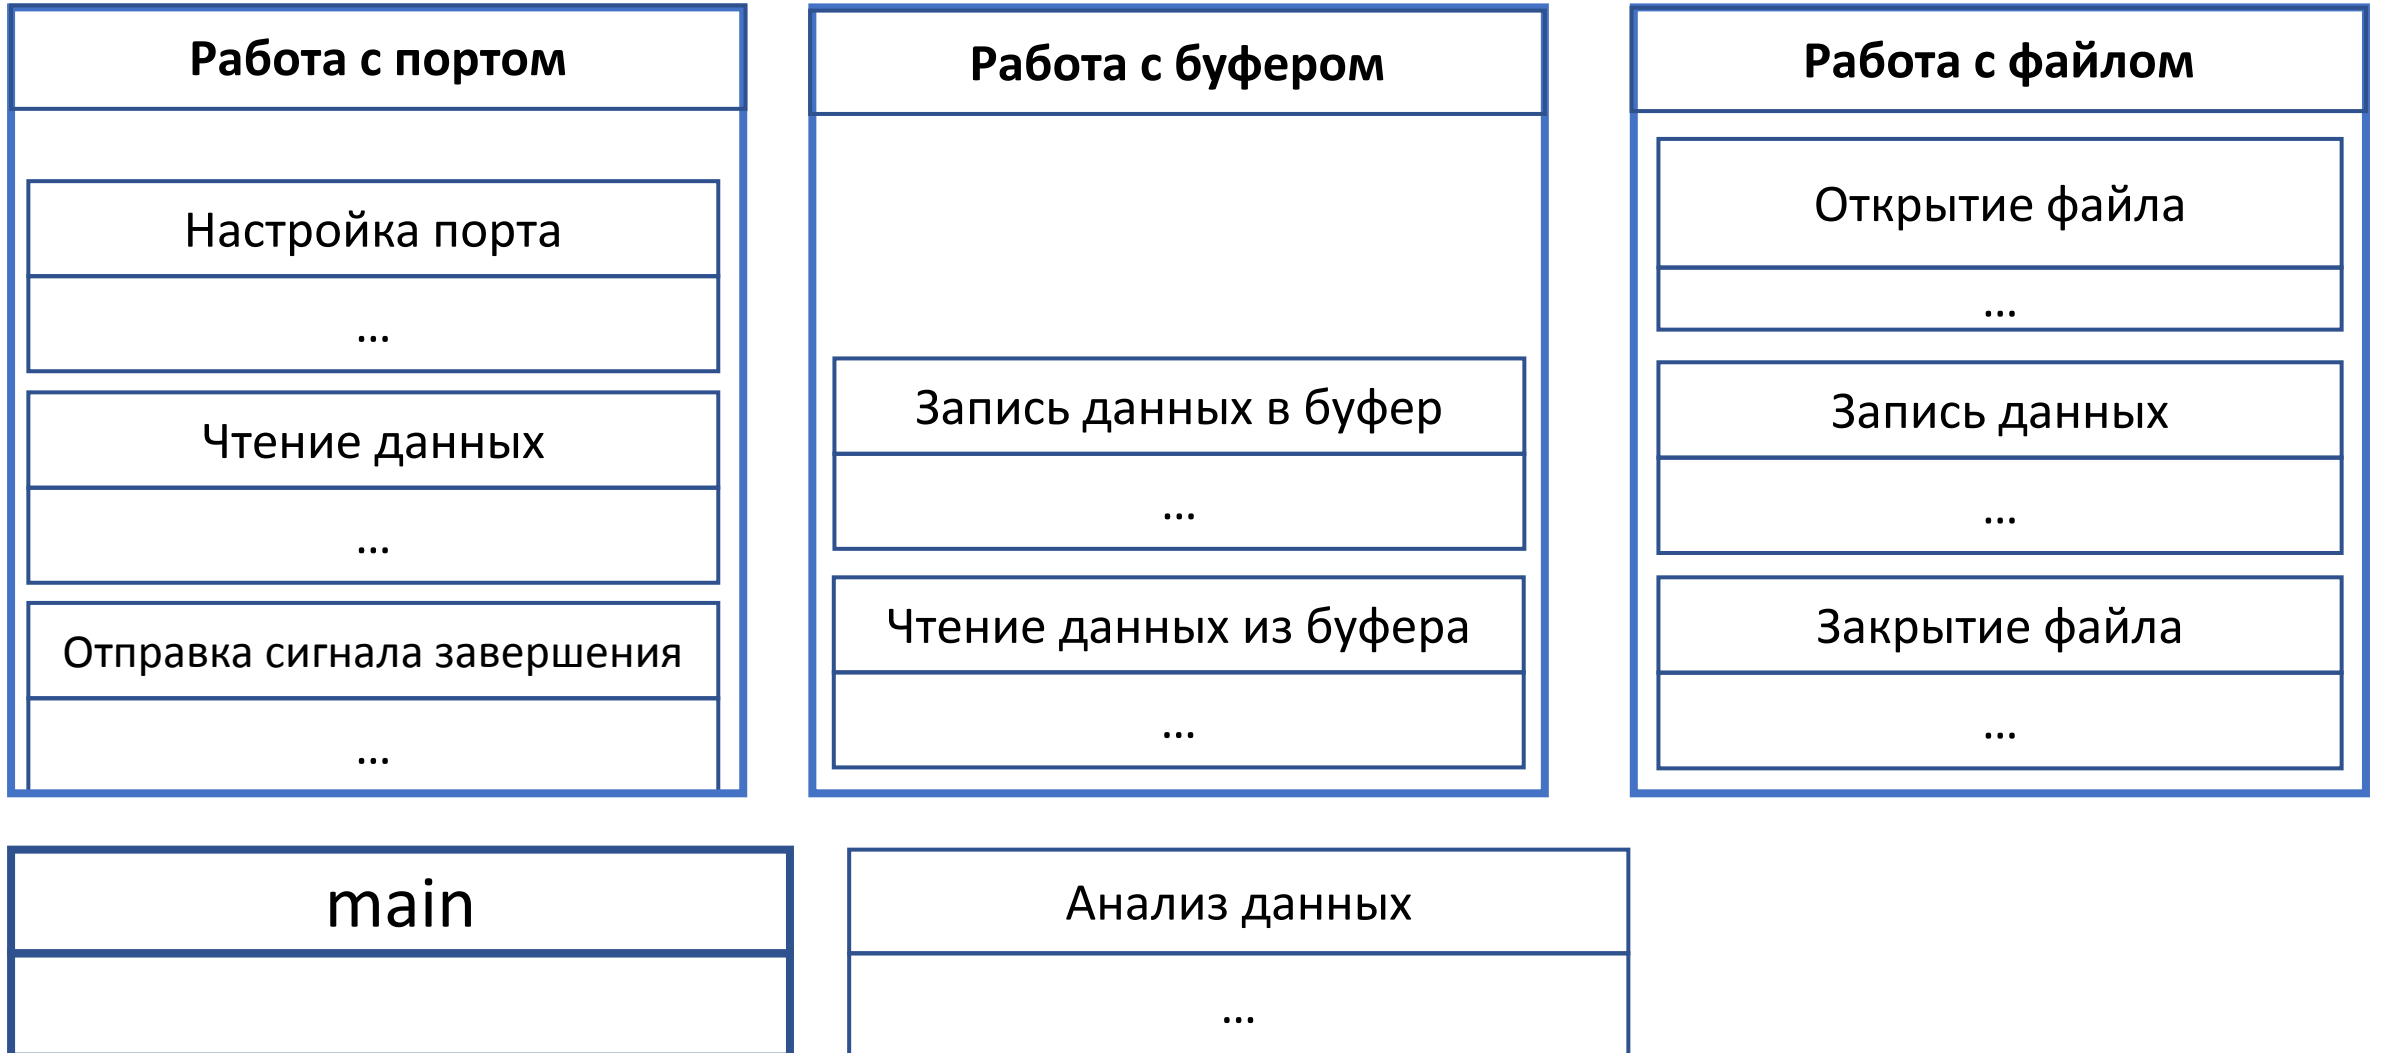 Работа с портом
Настройка порта
...
Чтение данных
...
Отправка сигнала завершения
...
Работа с буфером
Запись данных в буфер
...
Чтение данных из буфера
...
Работа с файлом
Открытие файла
...
Запись данных
...
Закрытие файла
...
main
Анализ данных
...